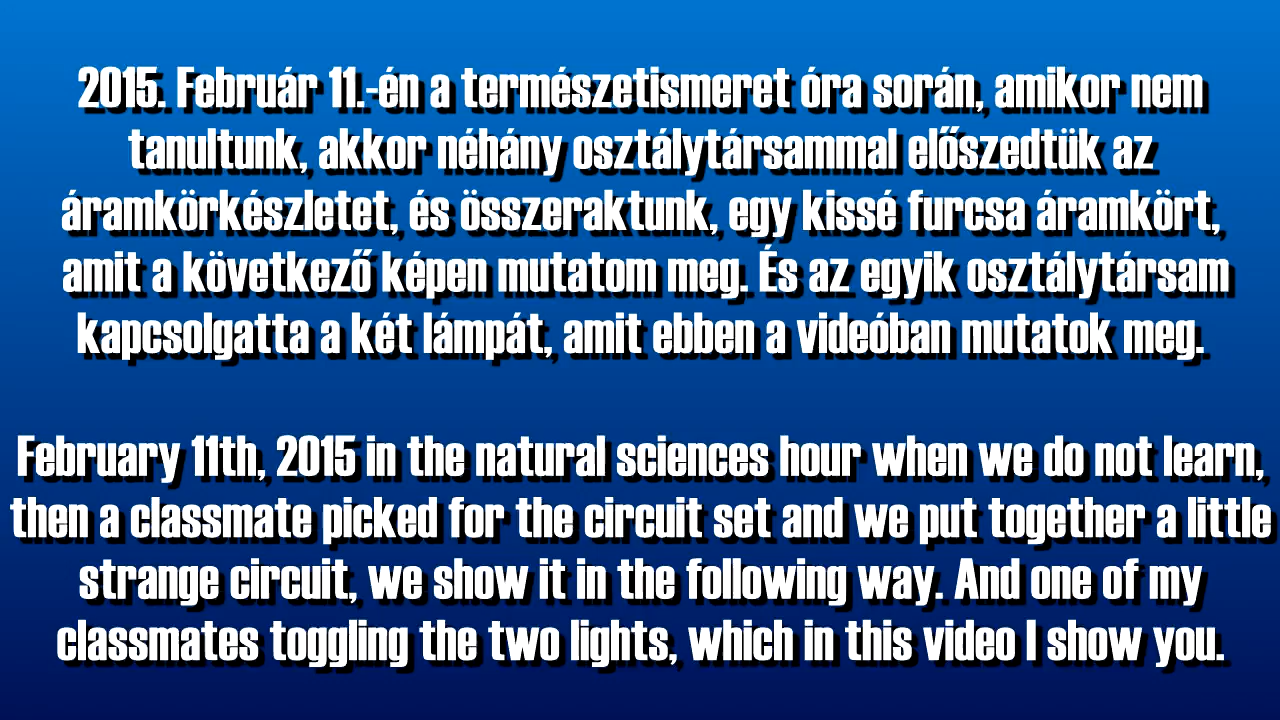 2015. Február 11.-én a természetismeret óra során, amikor nem
tanultunk, akkor néhány osztálytársammal előszedtük az
áramkörkészletet, és összeraktunk, egy kissé furcsa áramkört,
amit a következő képen mutatom meg. És az egyik osztálytársam
kapcsolgatta a két lámpát, amit ebben a videóban mutatok meg.
February 11th, 2015 in the natural sciences hour when we do not learn,
then a classmate picked for the circuit set and we put together a little
strange circuit, we show it in the following way. And one of my
classmates toggling the two lights, which in this video I show you.